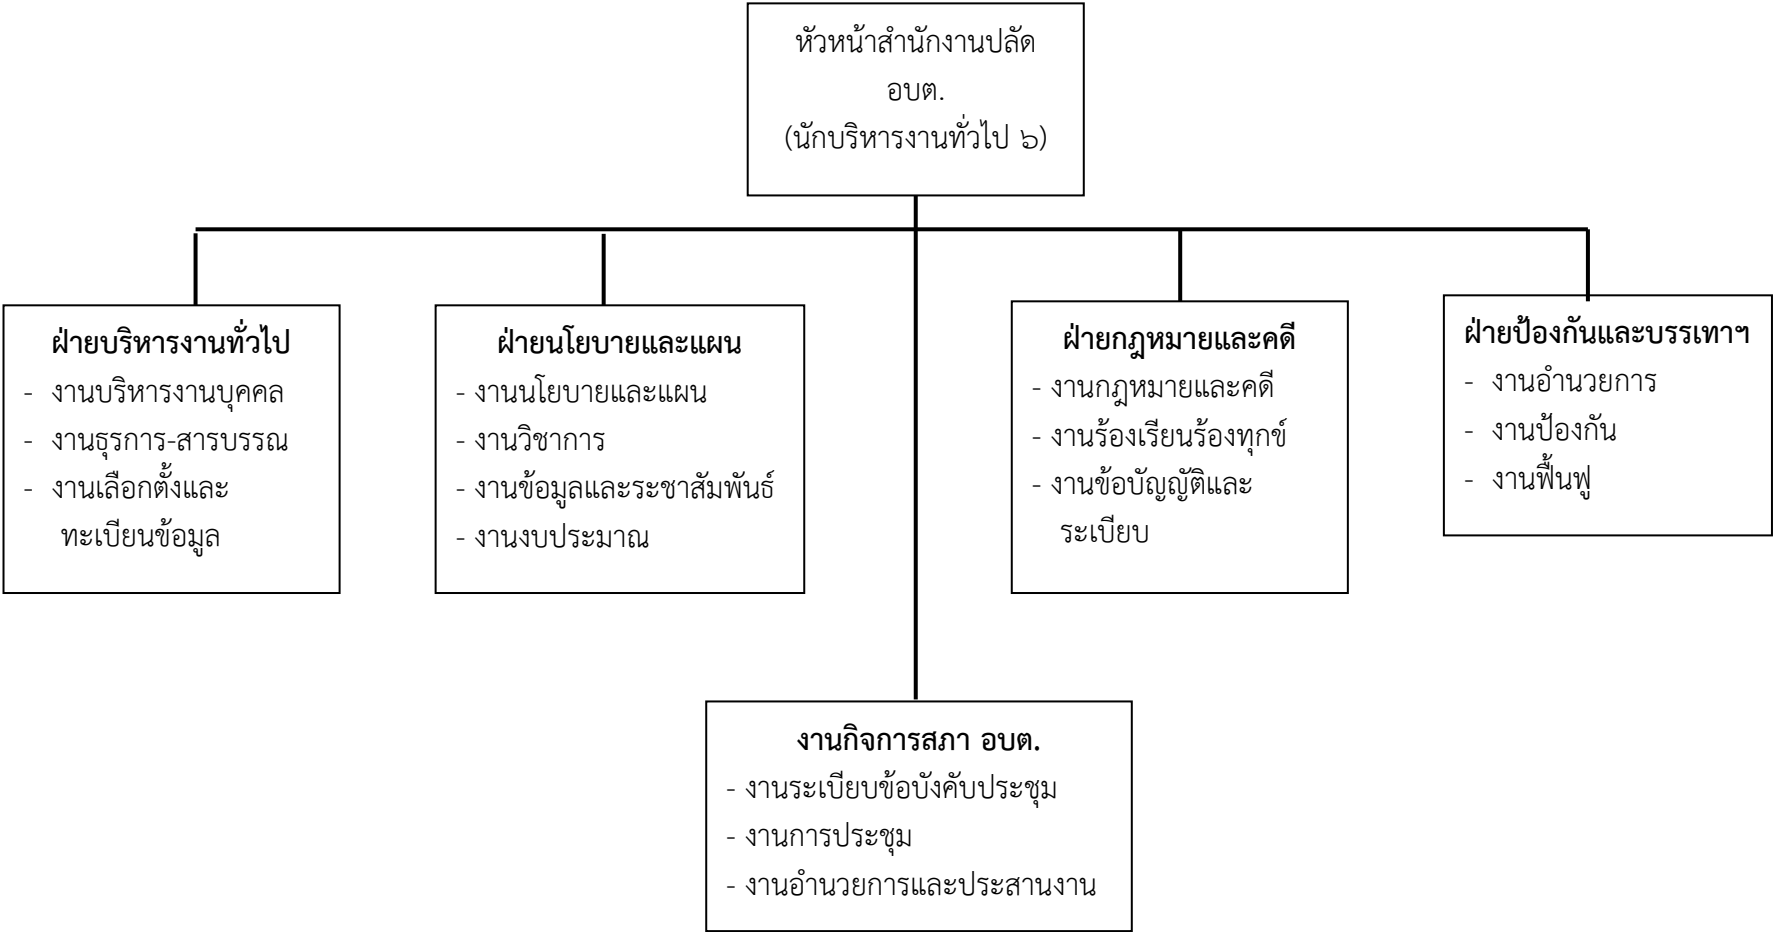 หัวหน้าสำนักงานปลัด
อบต.
(นักบริหารงานทั่วไป ๖)
ฝ่ายบริหารงานทั่วไป
- งานบริหารงานบุคคล
- งานธุรการ-สารบรรณ
- งานเลือกตั้งและ
ทะเบียนข้อมูล
ฝ่ายนโยบายและแผน
- งานนโยบายและแผน
- งานวิชาการ
- งานข้อมูลและระชาสัมพันธ์
- งานงบประมาณ
ฝ่ายกฎหมายและคดี
- งานกฎหมายและคดี
- งานร้องเรียนร้องทุกข์
- งานข้อบัญญัติและ
ระเบียบ
ฝ่ายป้องกันและบรรเทาฯ
- งานอำนวยการ
- งานป้องกัน
- งานฟื้นฟู
งานกิจการสภา อบต.
- งานระเบียบข้อบังคับประชุม
- งานการประชุม
- งานอำนวยการและประสานงาน